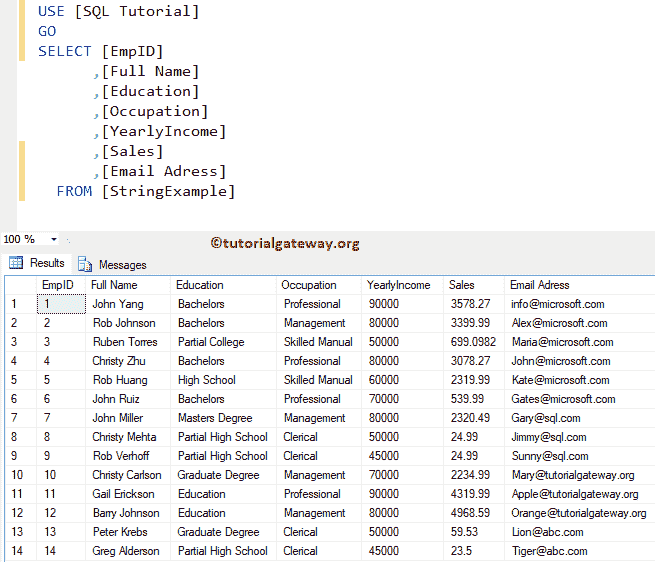 USE [SQL Tutorial]
GO
SELECT [EmpID]
,[Full Name]
,[Education]
,[Occupation]
,[YearlyIncome]
,[Sales]
,[Email Adress]
FROM [StringExample]
100 %
©tutorialgateway.org
Results Messages
EmpID Full Name Education Occupation YearlyIncome Sales Email Adress
1 1 John Yang Bachelors Professional 90000 3578.27 info@microsoft.com
2 2 Rob Johnson Bachelors Management 80000 3399.99 Alex@microsoft.com
3 3 Ruben Torres Partial College Skilled Manual 50000 699.0982 Maria@microsoft.com
4 4 Christy Zhu Bachelors Professional 80000 3078.27 John@microsoft.com
5 5 Rob Huang High School Skilled Manual 60000 2319.99 Kate@microsoft.com
6 6 John Ruiz Bachelors Professional 70000 539.99 Gates@microsoft.com
7 7 John Miller Masters Degree Management 80000 2320.49 Gary@sql.com
8 8 Christy Mehta Partial High School Clerical 50000 24.99 Jimmy@sql.com
9 9 Rob Verhoff Partial High School Clerical 45000 24.99 Sunny@sql.com
10 10 Christy Carlson Graduate Degree Management 70000 2234.99 Mary@tutorialgateway.org
11 11 Gail Erickson Education Professional 90000 4319.99 Apple@tutorialgateway.org
12 12 Barry Johnson Education Management 80000 4968.59 Orange@tutorialgateway.org
13 13 Peter Krebs Graduate Degree Clerical 50000 59.53 Lion@abc.com
14 14 Greg Alderson Partial High School Clerical 45000 23.5 Tiger@abc.com